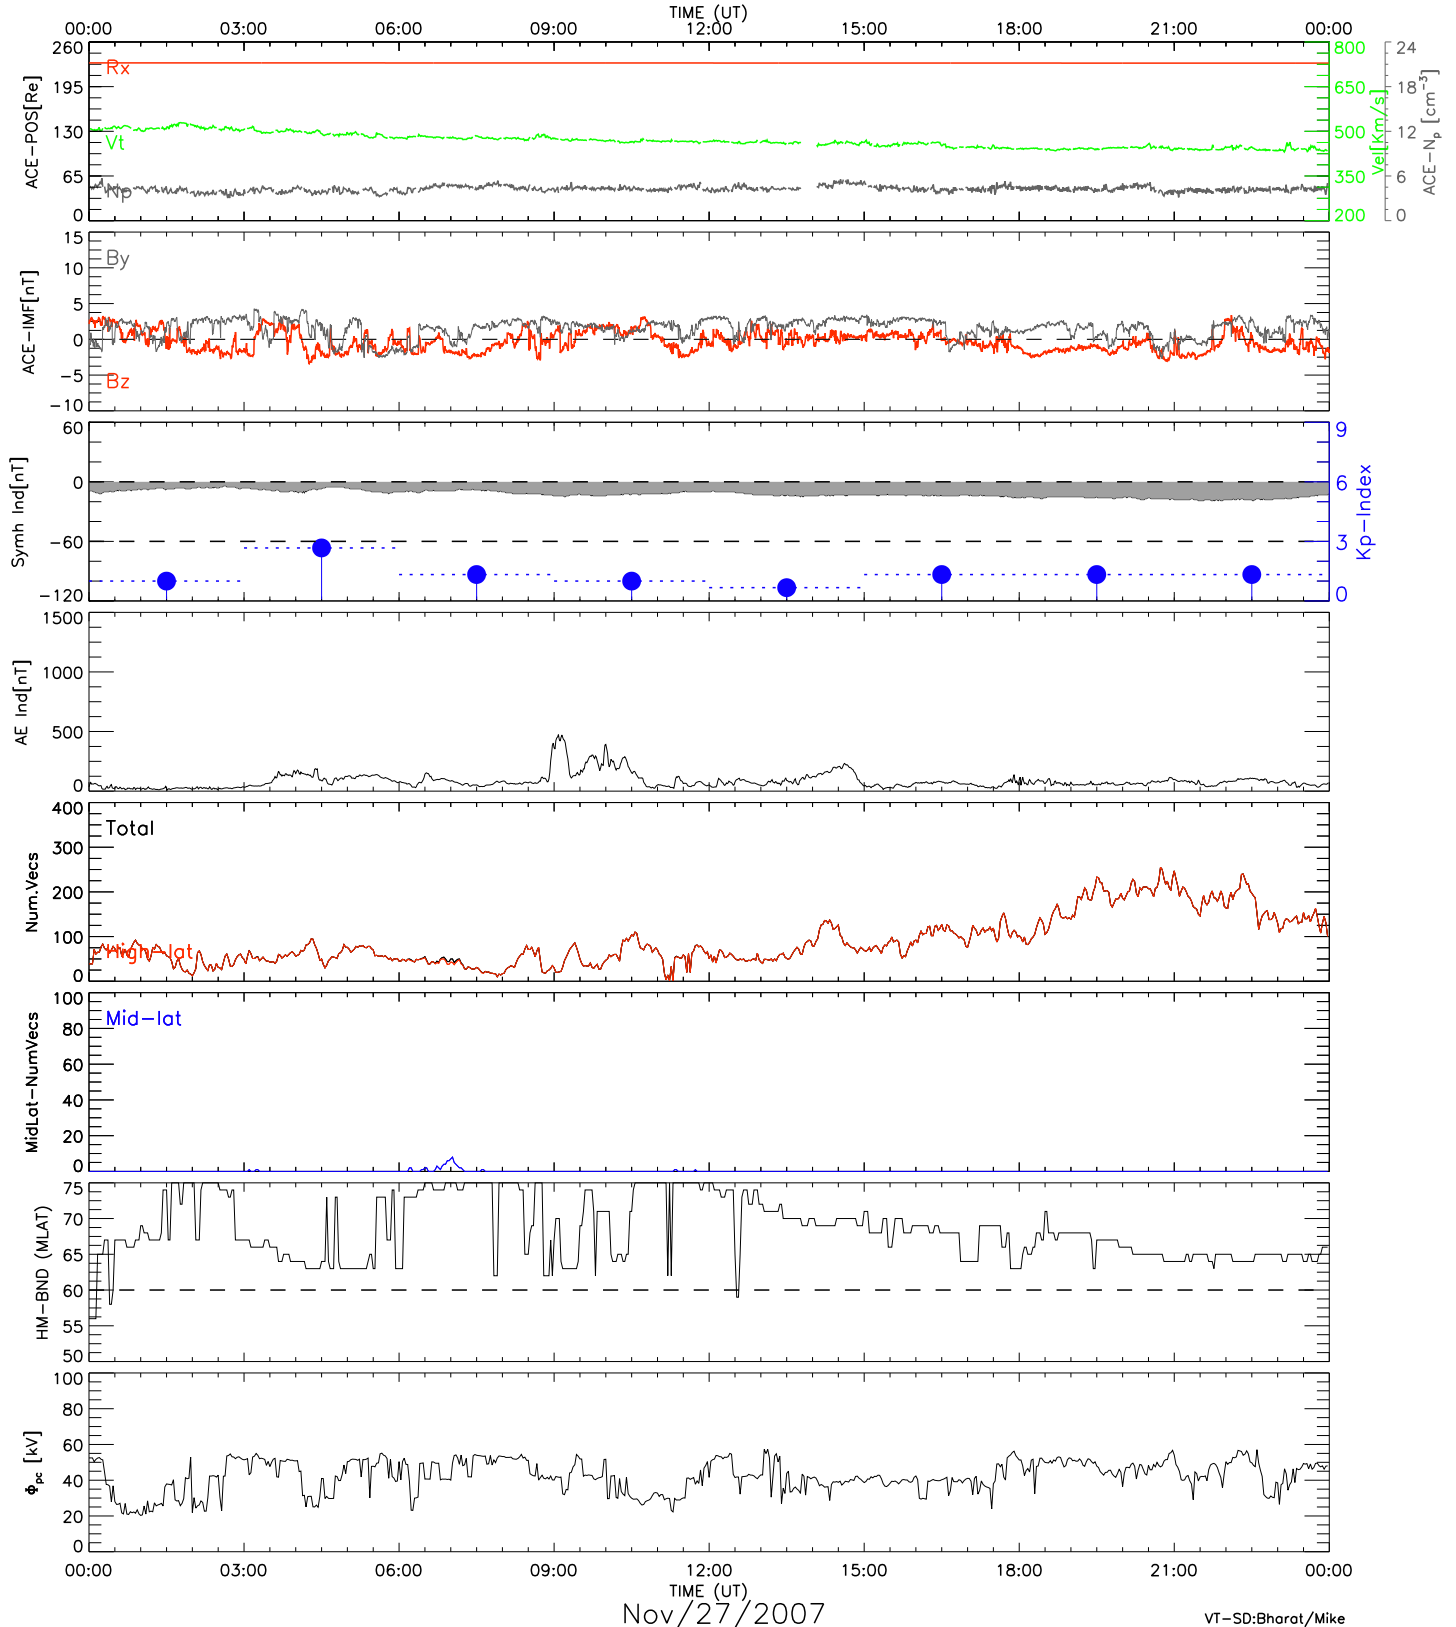 TIME (UT)
00:00 03:00 06:00 09:00 12:00 15:00 18:00 21:00 00:00
ACE-POS[Re]
260
195
130
65
0
Rx
Vt
Np
800
650
500
350
200
Vel[Km/s]
24
18
12
6
0
ACE-Np [cm-3]
ACE-IMF[nT]
15
10
5
0
-5
-10
By
Bz
Symh Ind[nT]
60
0
-60
-120
9
6
3
0
Kp-Index
AE Ind[nT]
1500
1000
500
0
Num.Vecs
400
300
200
100
0
Total
High-lat
MidLat-NumVecs
100
80
60
40
20
0
Mid-lat
HM-BND (MLAT)
75
70
65
60
55
50
Φpc [kV]
100
80
60
40
20
0
00:00 03:00 06:00 09:00 12:00 15:00 18:00 21:00 00:00
TIME (UT)
Nov/27/2007
VT-SD:Bharat/Mike